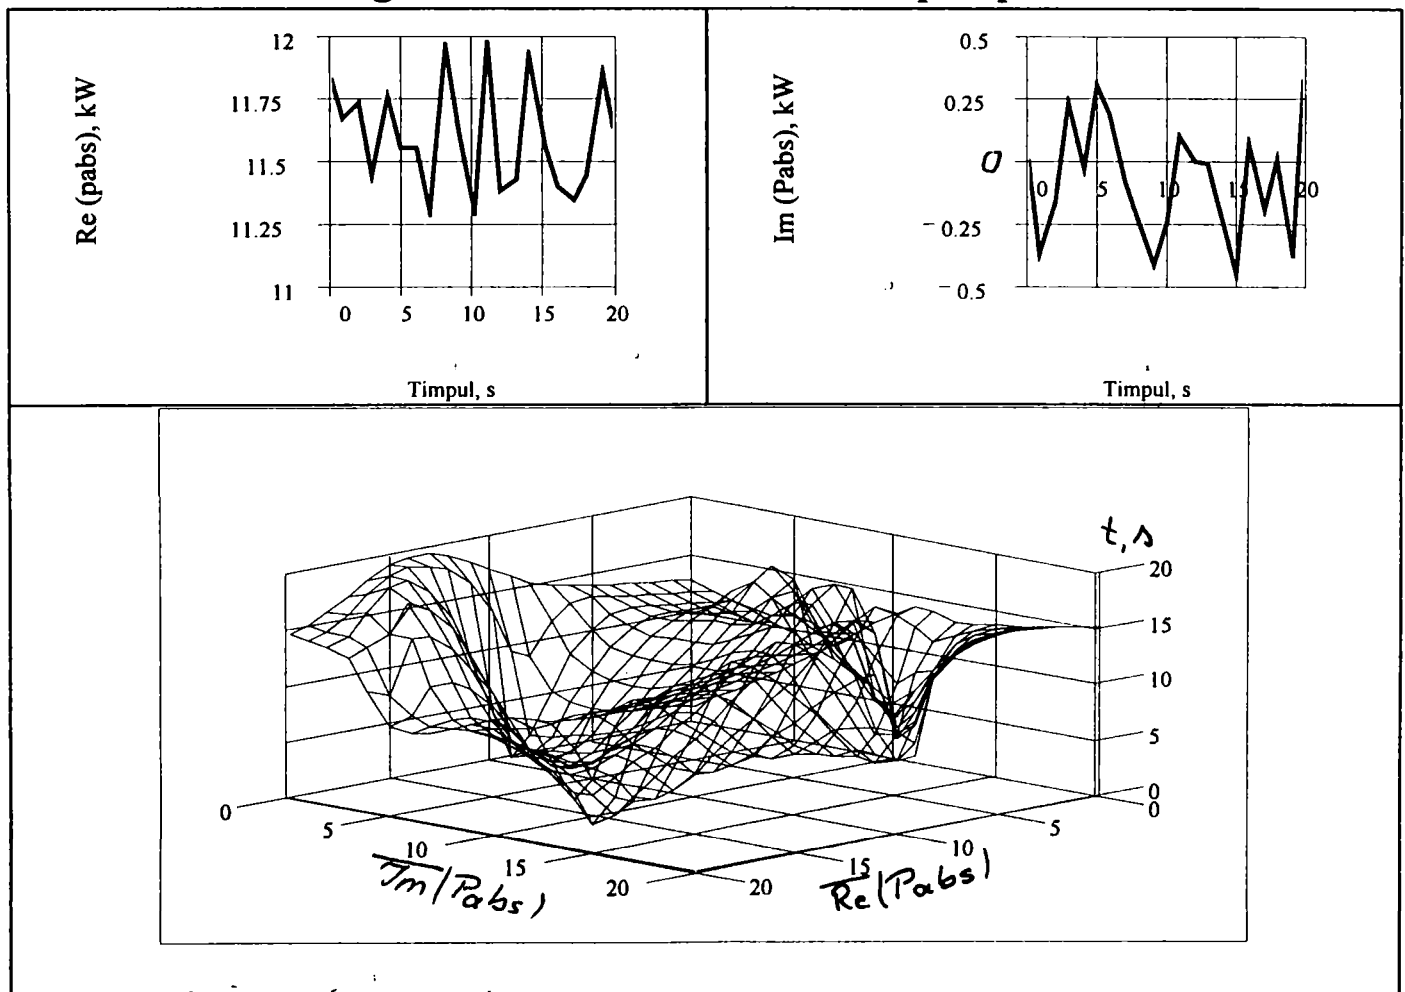 12
11.75
11.5
11.25
11
Re (pabs), kW
0 5 10 15 20
Timpul, s
0.5
0.25
0
- 0.25
- 0.5
Im (Pabs), kW
0 5 10 15 20
Timpul, s
t, s
20
15
10
5
0
0 5 10 15 20
Im (Pabs)
20 15 10 5 0
Re (Pabs)